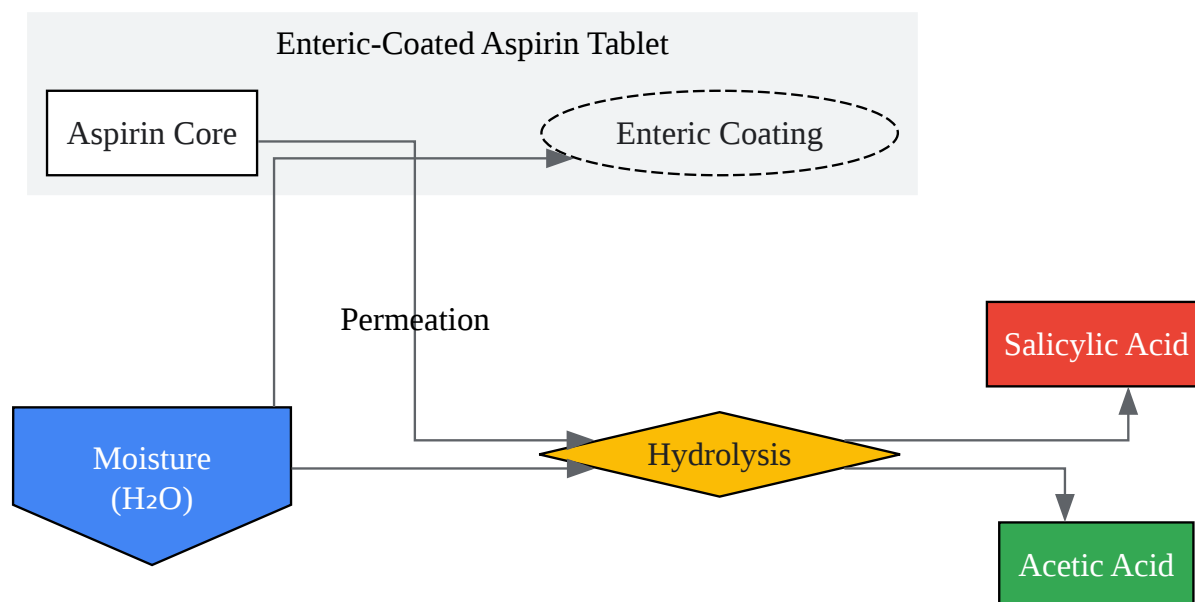 Enteric-Coated Aspirin Tablet
Aspirin Core
Enteric Coating
Permeation
Salicylic Acid
Moisture
(H₂O)
Hydrolysis
Acetic Acid